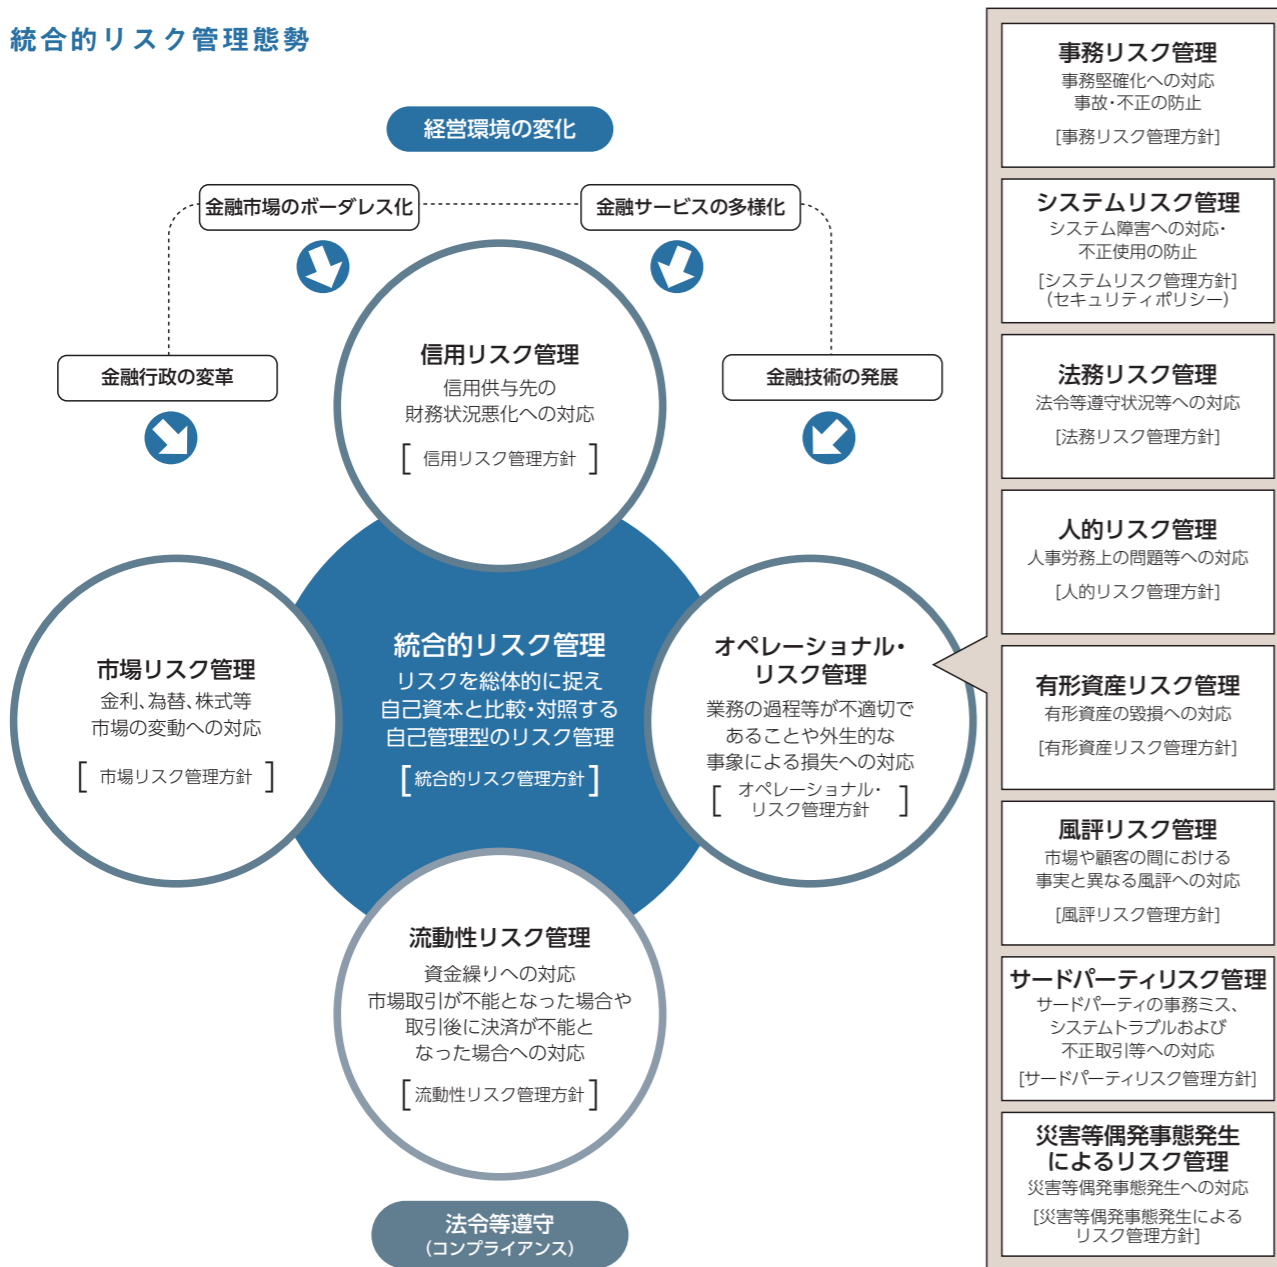 統合的リスク管理態勢
経営環境の変化
金融市場のボーダレス化
金融サービスの多様化
金融行政の変革
金融技術の発展
信用リスク管理
信用供与先の
財務状況悪化への対応
[ 信用リスク管理方針 ]
市場リスク管理
金利、為替、株式等
市場の変動への対応
[ 市場リスク管理方針 ]
統合的リスク管理
リスクを総体的に捉え
自己資本と比較・対照する
自己管理型のリスク管理
[統合的リスク管理方針]
オペレーショナル・
リスク管理
業務の過程等が不適切で
あることや外生的な
事象による損失への対応
[ オペレーショナル・
リスク管理方針 ]
流動性リスク管理
資金繰りへの対応
市場取引が不能となった場合や
取引後に決済が不能と
なった場合への対応
[流動性リスク管理方針]
法令等遵守
(コンプライアンス)
事務リスク管理
事務堅確化への対応
事故・不正の防止
[事務リスク管理方針]
システムリスク管理
システム障害への対応・
不正使用の防止
[システムリスク管理方針]
(セキュリティポリシー)
法務リスク管理
法令等遵守状況等への対応
[法務リスク管理方針]
人的リスク管理
人事労務上の問題等への対応
[人的リスク管理方針]
有形資産リスク管理
有形資産の毀損への対応
[有形資産リスク管理方針]
風評リスク管理
市場や顧客の間における
事実と異なる風評への対応
[風評リスク管理方針]
サードパーティリスク管理
サードパーティの事務ミス、
システムトラブルおよび
不正取引等への対応
[サードパーティリスク管理方針]
災害等偶発事態発生
によるリスク管理
災害等偶発事態発生への対応
[災害等偶発事態発生による
リスク管理方針]